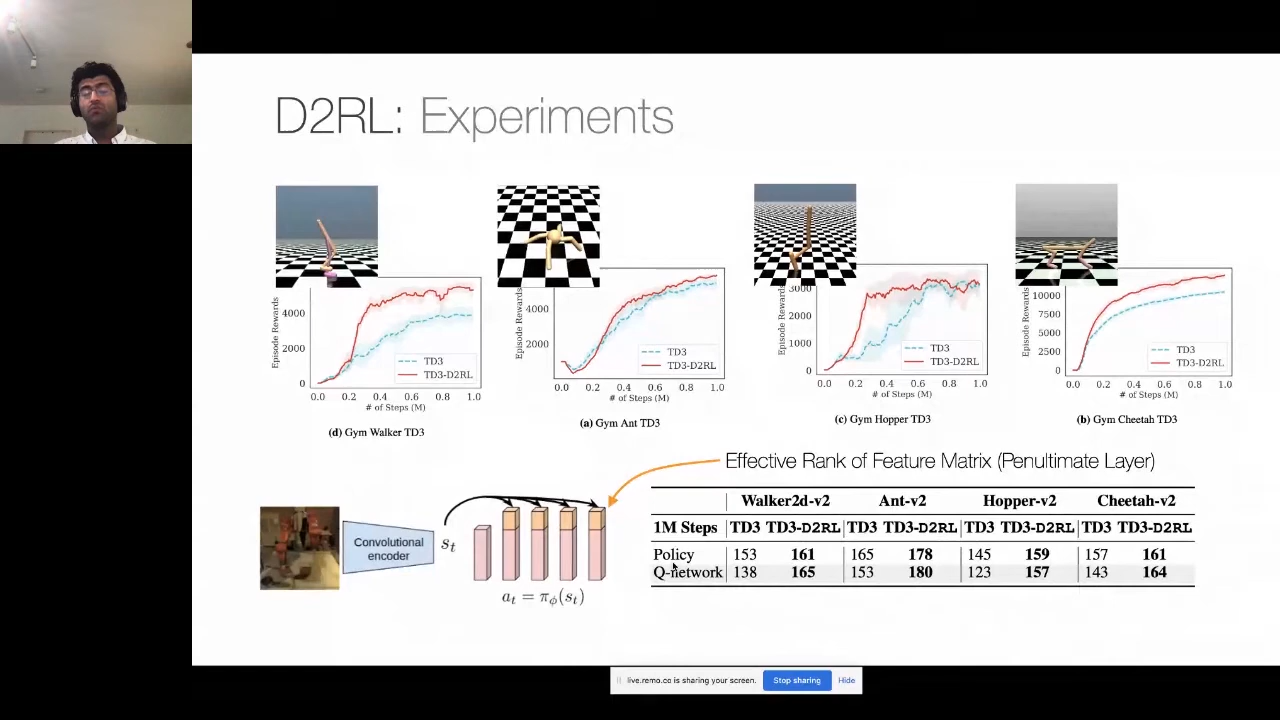 D2RL: Experiments
Episode Rewards
4000
2000
0
TD3
TD3-D2RL
0.0 0.2 0.4 0.6 0.8 1.0
# of Steps (M)
(d) Gym Walker TD3
Episode Rewards
4000
2000
TD3
TD3-D2RL
0.0 0.2 0.4 0.6 0.8 1.0
# of Steps (M)
(a) Gym Ant TD3
Episode Rewards
3000
2000
1000
0
TD3
TD3-D2RL
0.0 0.2 0.4 0.6 0.8 1.0
# of Steps (M)
(c) Gym Hopper TD3
Episode Rewards
10000
7500
5000
2500
0
TD3
TD3-D2RL
0.0 0.2 0.4 0.6 0.8 1.0
# of Steps (M)
(b) Gym Cheetah TD3
Effective Rank of Feature Matrix (Penultimate Layer)
Convolutional
encoder
s_t
a_t = π_ϕ(s_t)
Walker2d-v2 Ant-v2 Hopper-v2 Cheetah-v2
1M Steps TD3 TD3-D2RL TD3 TD3-D2RL TD3 TD3-D2RL TD3 TD3-D2RL
Policy 153 161 165 178 145 159 157 161
Q-network 138 165 153 180 123 157 143 164
live.remo.co is sharing your screen. Stop sharing Hide